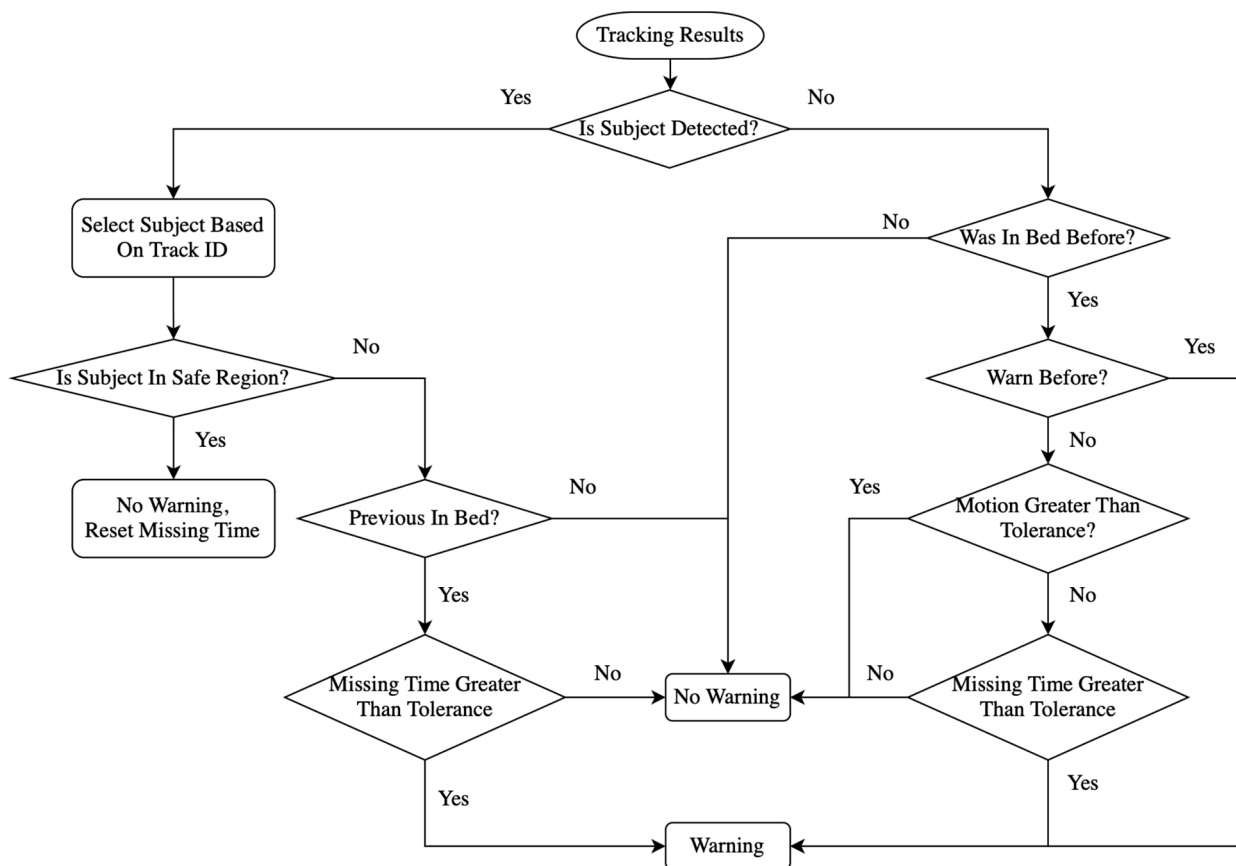 Tracking Results
Yes
No
Is Subject Detected?
Select Subject Based
On Track ID
No
Was In Bed Before?
Yes
No
Is Subject In Safe Region?
Yes
Warn Before?
Yes
No
Yes
No Warning,
Reset Missing Time
No
Previous In Bed?
Yes
Motion Greater Than
Tolerance?
Yes
No
Missing Time Greater
Than Tolerance
No
No Warning
No
Missing Time Greater
Than Tolerance
Yes
Yes
Warning